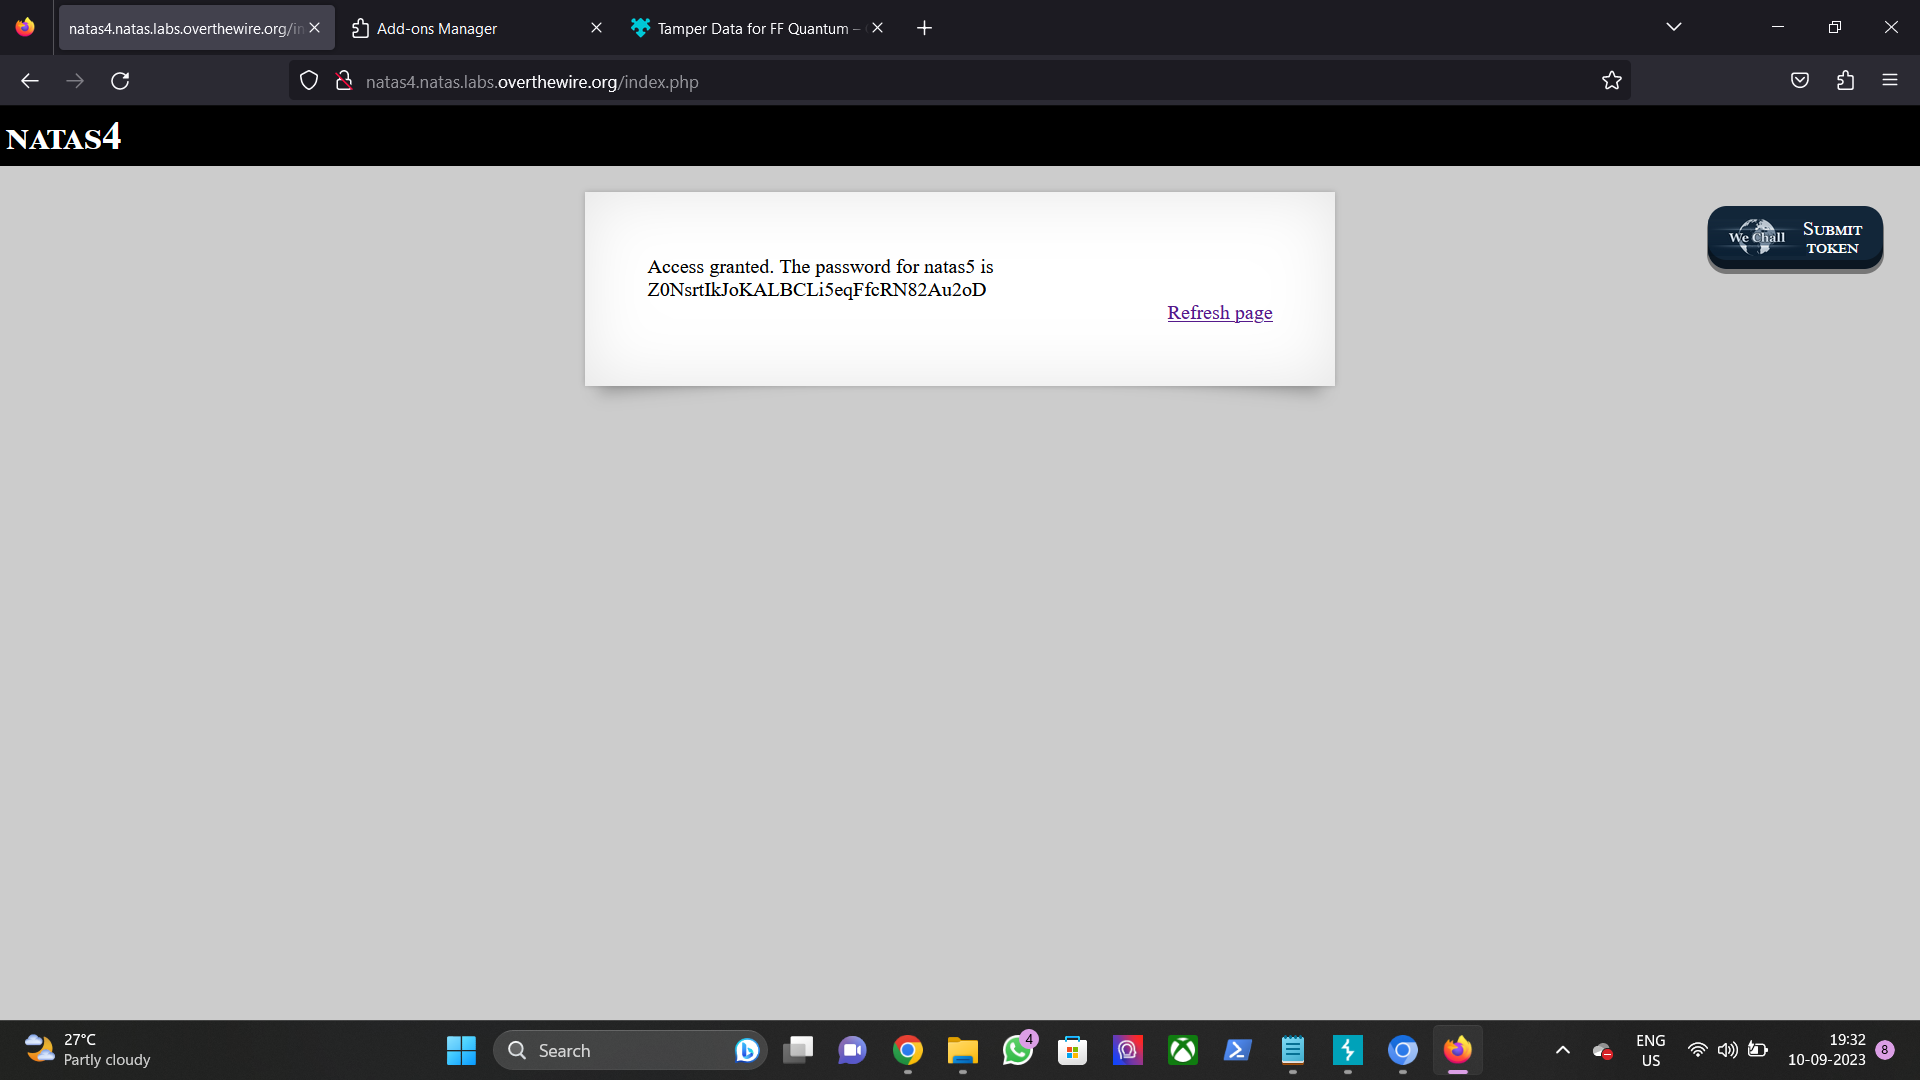 natas4.natas.labs.overthewire.org/in
Add-ons Manager
Tamper Data for FF Quantum –
natas4.natas.labs.overthewire.org/index.php
NATAS4
We Chall
SUBMIT
TOKEN
Access granted. The password for natas5 is
Z0NsrtIkJoKALBCLi5eqFfcRN82Au2oD
Refresh page
27°C
Partly cloudy
Search
4
ENG
US
19:32
10-09-2023
8